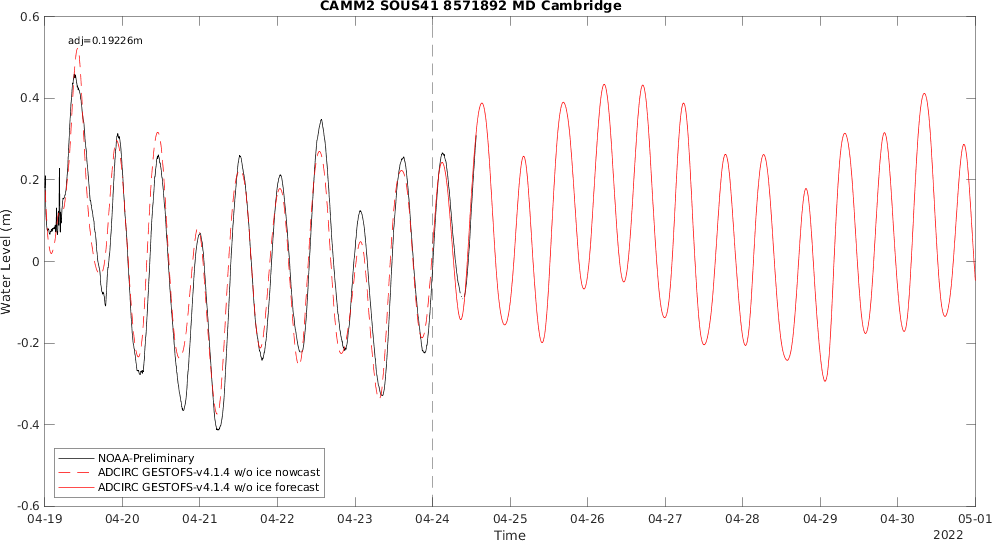 CAMM2 SOUS41 8571892 MD Cambridge
adj=0.19226m
0.6
0.4
0.2
0
-0.2
-0.4
-0.6
Water Level (m)
NOAA-Preliminary
ADCIRC GESTOFS-v4.1.4 w/o ice nowcast
ADCIRC GESTOFS-v4.1.4 w/o ice forecast
04-19 04-20 04-21 04-22 04-23 04-24 04-25 04-26 04-27 04-28 04-29 04-30 05-01
Time
2022